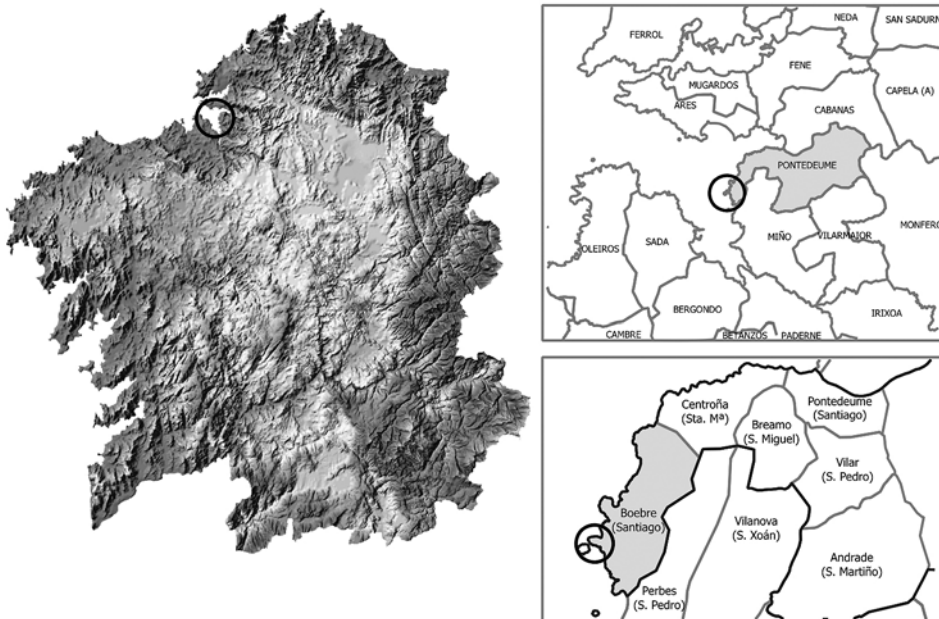 NEDA
SAN SADURN
FERROL
FENE
MUGARDOS
CAPELA (A)
ARES
CABANAS
PONTEDEUME
MONFERO
MIÑO
VILARMAIOR
SADA
OLEIROS
BERGONDO
IRIXOA
CAMBRE
BETANZOS
PADERNE
Centroña
(Sta. Mª)
Pontedeume
(Santiago)
Breamo
(S. Miguel)
Vilar
(S. Pedro)
Boebre
(Santiago)
Vilanova
(S. Xoán)
Andrade
(S. Martiño)
Perbes
(S. Pedro)